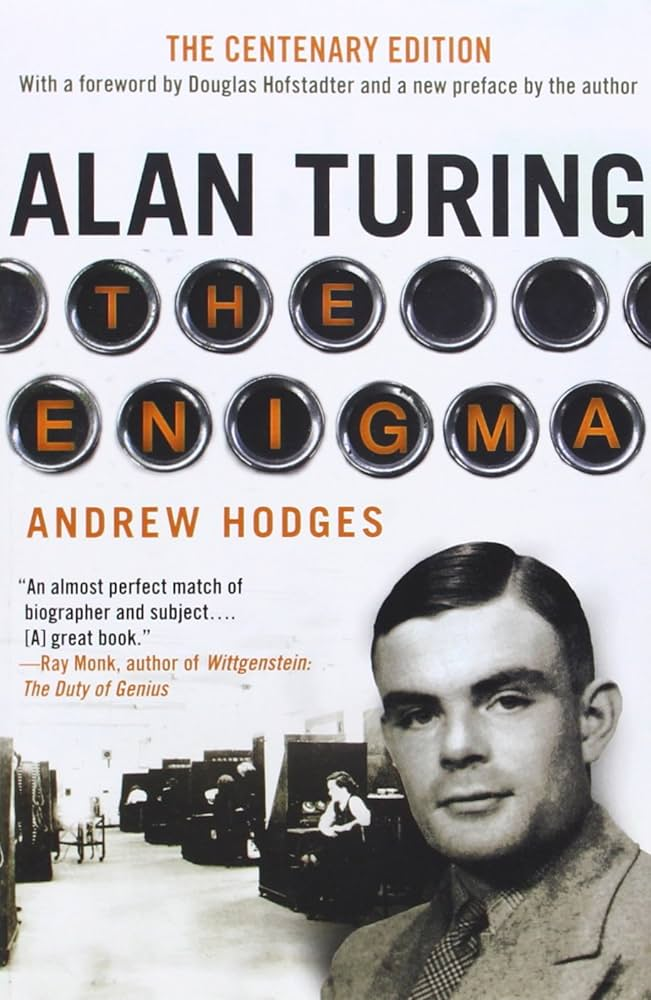 THE CENTENARY EDITION
With a foreword by Douglas Hofstadter and a new preface by the author
ALAN TURING
THE
ENIGMA
ANDREW HODGES
“An almost perfect match of
biographer and subject....
[A] great book.”
—Ray Monk, author of Wittgenstein:
The Duty of Genius